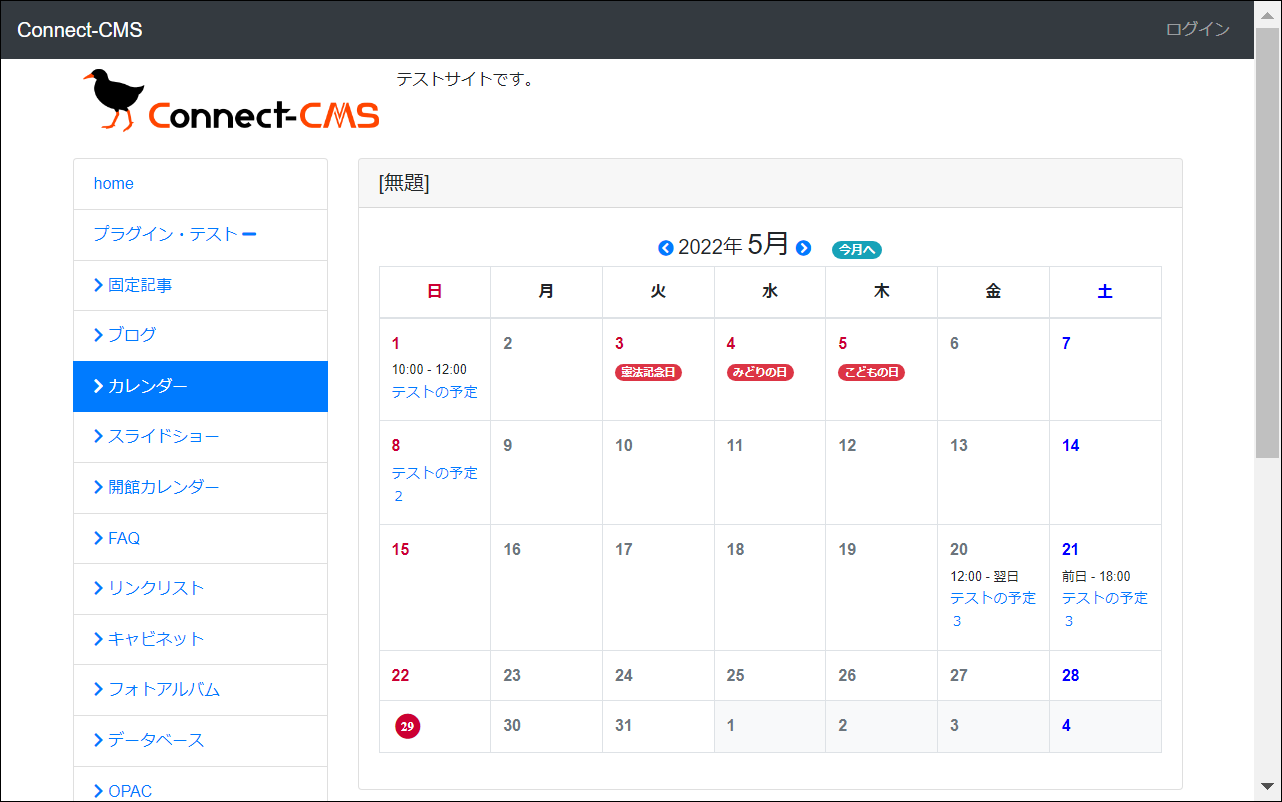 Connect-CMS
ログイン
Connect-CMS
テストサイトです。
home
プラグイン・テスト
固定記事
ブログ
カレンダー
スライドショー
開館カレンダー
FAQ
リンクリスト
キャビネット
フォトアルバム
データベース
OPAC
[無題]
2022年 5月 今月へ
日 月 火 水 木 金 土
1 2 3 4 5 6 7
10:00 - 12:00 憲法記念日 みどりの日 こどもの日
テストの予定
8 9 10 11 12 13 14
テストの予定
2
15 16 17 18 19 20 21
12:00 - 翌日 前日 - 18:00
テストの予定 テストの予定
3 3
22 23 24 25 26 27 28
29 30 31 1 2 3 4